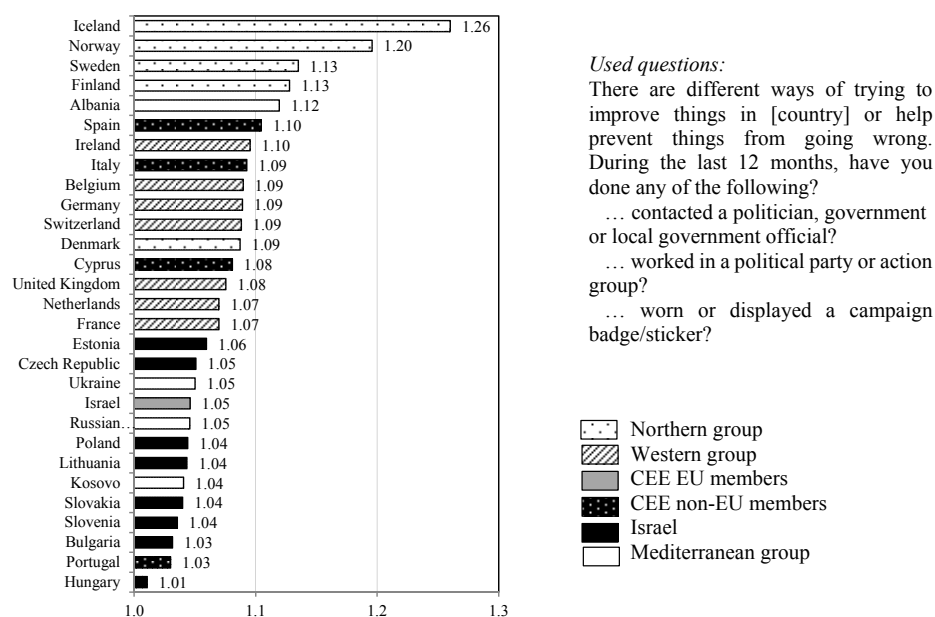 Iceland 1.26
Norway 1.20
Sweden 1.13
Finland 1.13
Albania 1.12
Spain 1.10
Ireland 1.10
Italy 1.09
Belgium 1.09
Germany 1.09
Switzerland 1.09
Denmark 1.09
Cyprus 1.08
United Kingdom 1.08
Netherlands 1.07
France 1.07
Estonia 1.06
Czech Republic 1.05
Ukraine 1.05
Israel 1.05
Russian… 1.05
Poland 1.04
Lithuania 1.04
Kosovo 1.04
Slovakia 1.04
Slovenia 1.04
Bulgaria 1.03
Portugal 1.03
Hungary 1.01
1.0 1.1 1.2 1.3
Used questions:
There are different ways of trying to
improve things in [country] or help
prevent things from going wrong.
During the last 12 months, have you
done any of the following?
… contacted a politician, government
or local government official?
… worked in a political party or action
group?
… worn or displayed a campaign
badge/sticker?
Northern group
Western group
CEE EU members
CEE non-EU members
Israel
Mediterranean group